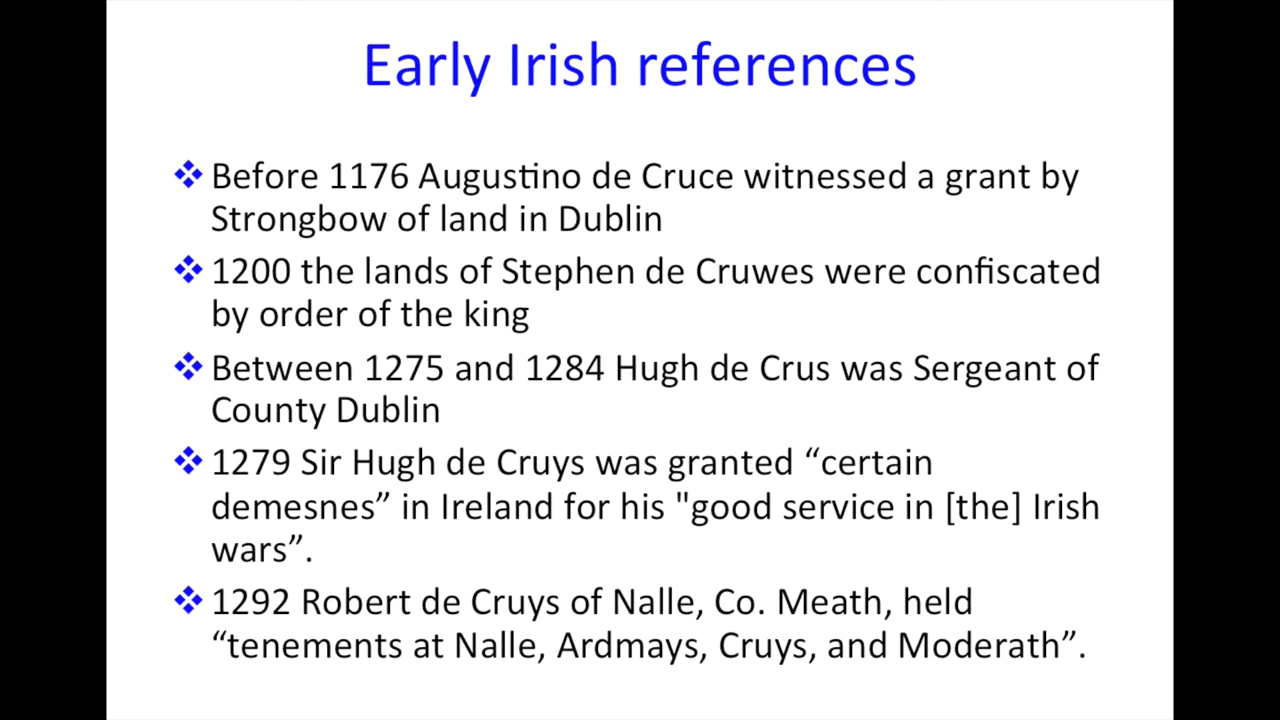 Early Irish references
❖ Before 1176 Augustino de Cruce witnessed a grant by
Strongbow of land in Dublin
❖ 1200 the lands of Stephen de Cruwes were confiscated
by order of the king
❖ Between 1275 and 1284 Hugh de Crus was Sergeant of
County Dublin
❖ 1279 Sir Hugh de Cruys was granted “certain
demesnes” in Ireland for his "good service in [the] Irish
wars”.
❖ 1292 Robert de Cruys of Nalle, Co. Meath, held
“tenements at Nalle, Ardmays, Cruys, and Moderath”.